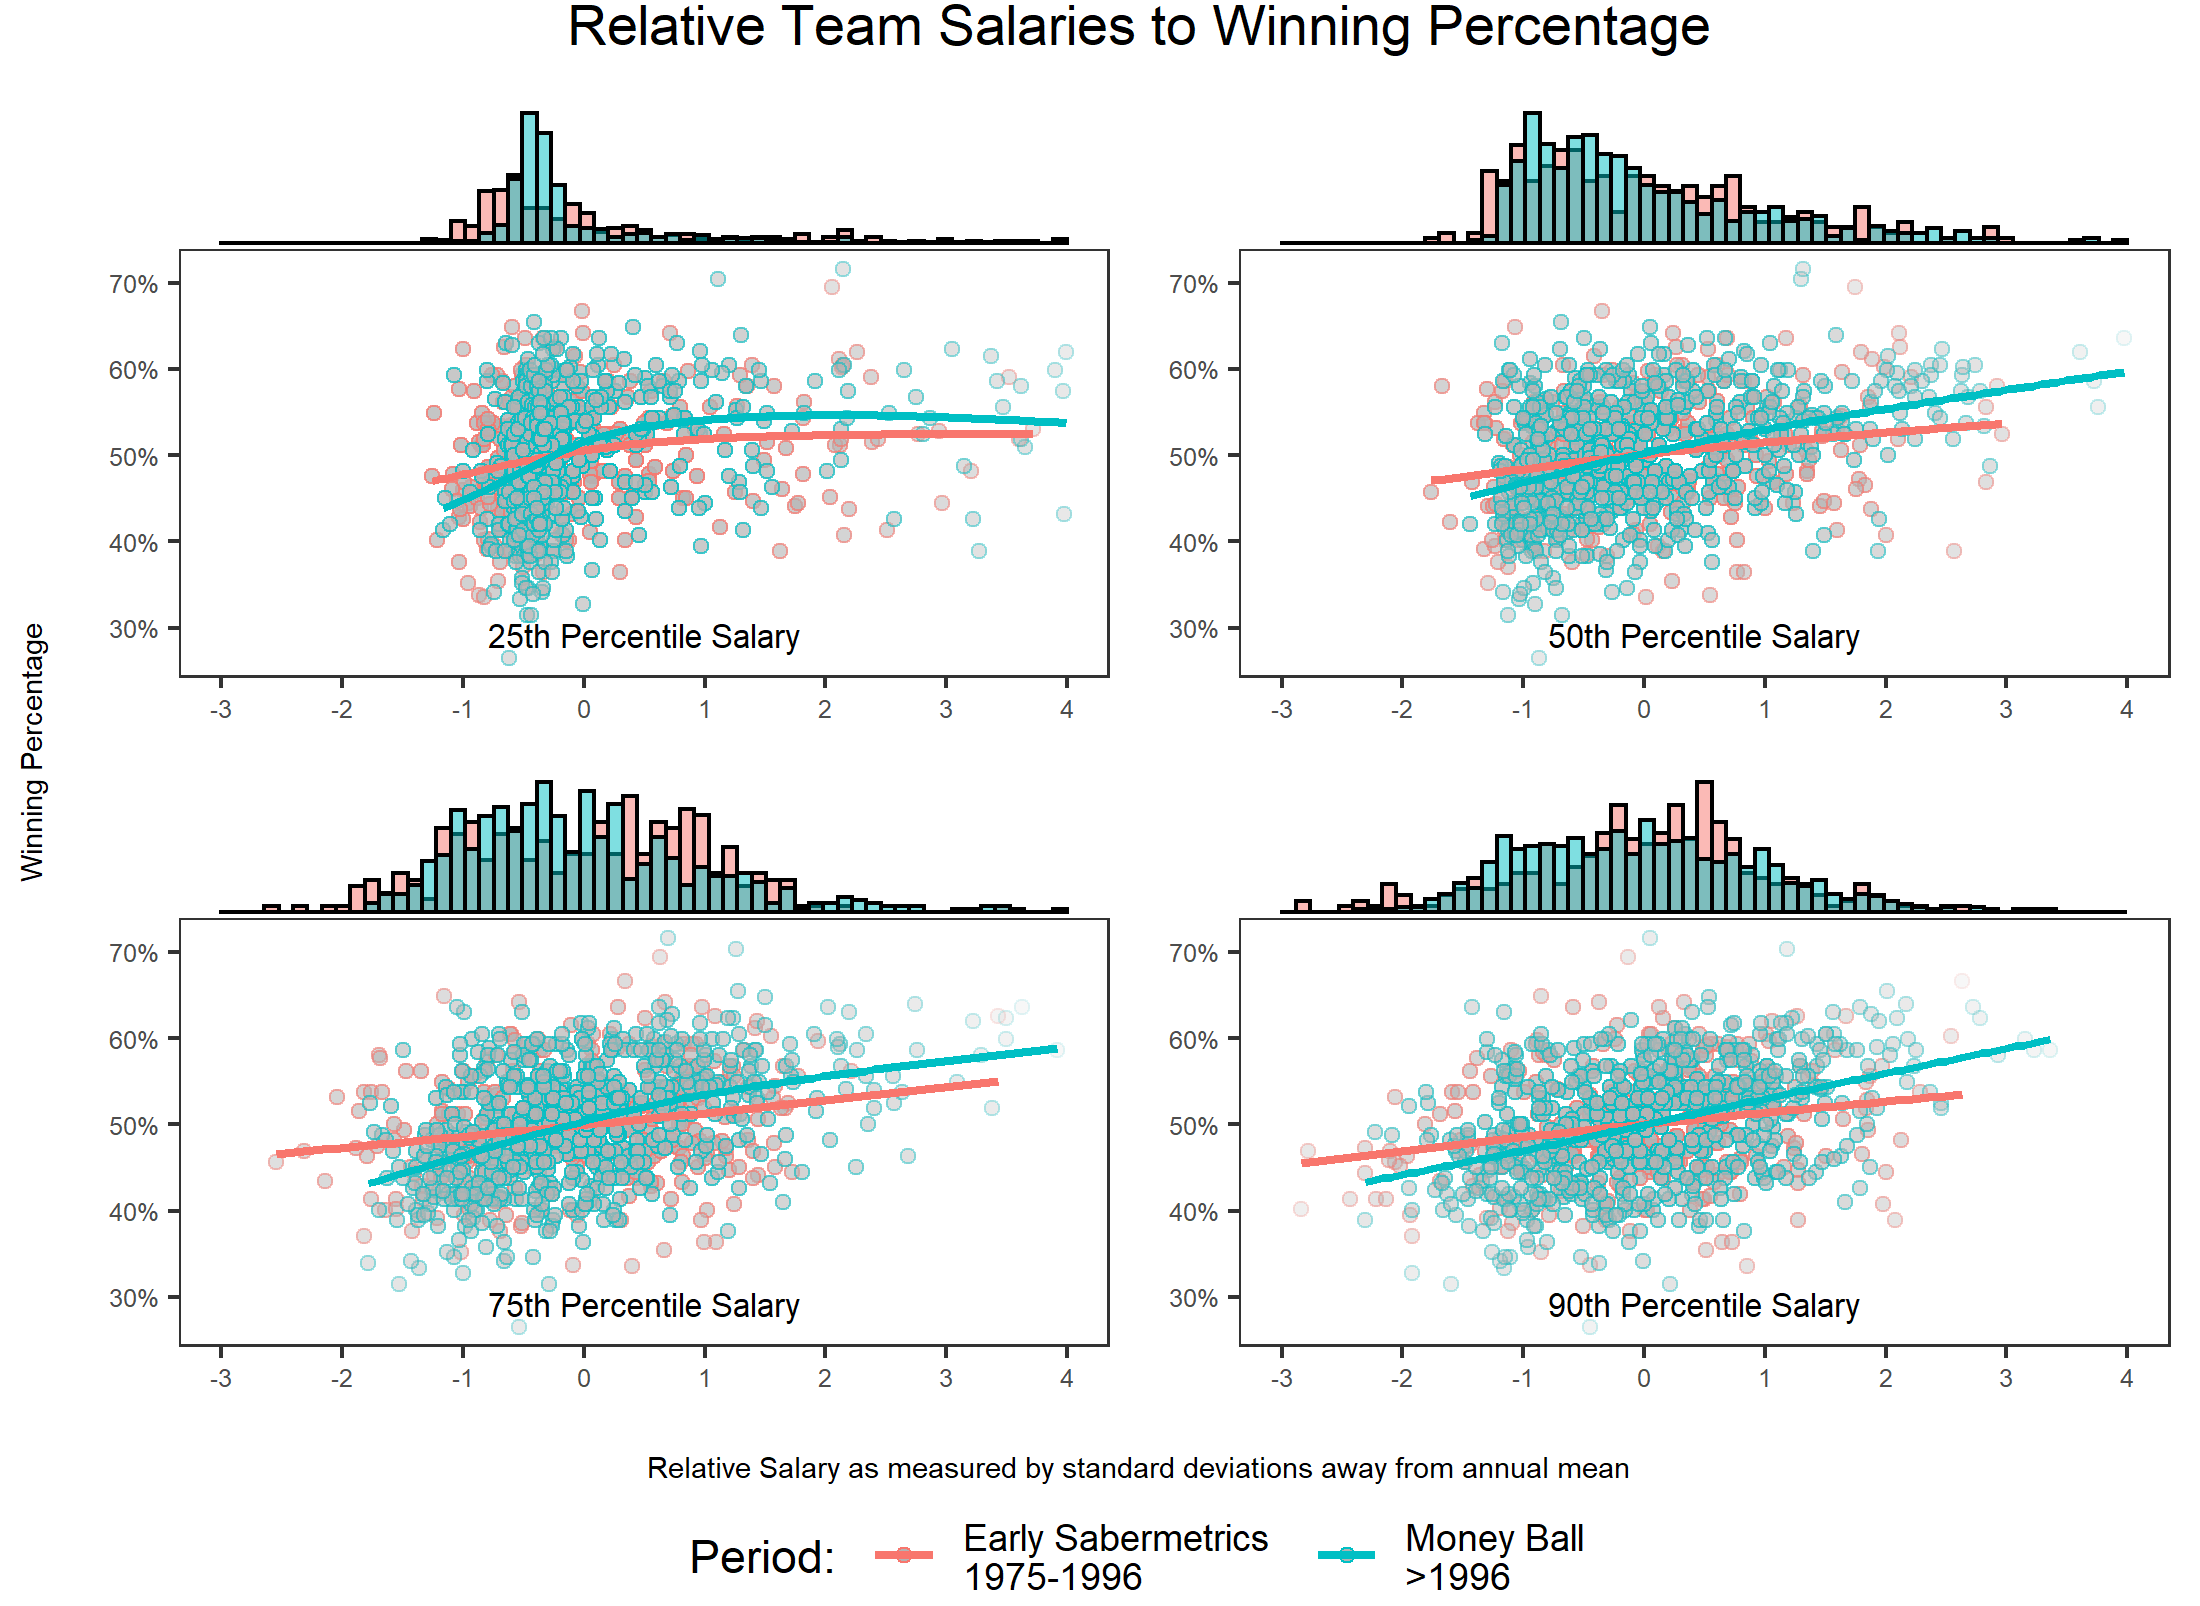 Relative Team Salaries to Winning Percentage
Winning Percentage
70%
60%
50%
40%
30%
25th Percentile Salary
-3 -2 -1 0 1 2 3 4
70%
60%
50%
40%
30%
50th Percentile Salary
-3 -2 -1 0 1 2 3 4
70%
60%
50%
40%
30%
75th Percentile Salary
-3 -2 -1 0 1 2 3 4
70%
60%
50%
40%
30%
90th Percentile Salary
-3 -2 -1 0 1 2 3 4
Relative Salary as measured by standard deviations away from annual mean
Period:
Early Sabermetrics
1975-1996
Money Ball
>1996